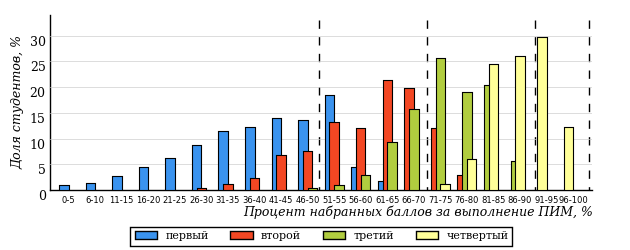 Доля студентов, %
30
25
20
15
10
5
0
0-5 6-10 11-15 16-20 21-25 26-30 31-35 36-40 41-45 46-50 51-55 56-60 61-65 66-70 71-75 76-80 81-85 86-90 91-95 96-100
Процент набранных баллов за выполнение ПИМ, %
первый второй третий четвертый